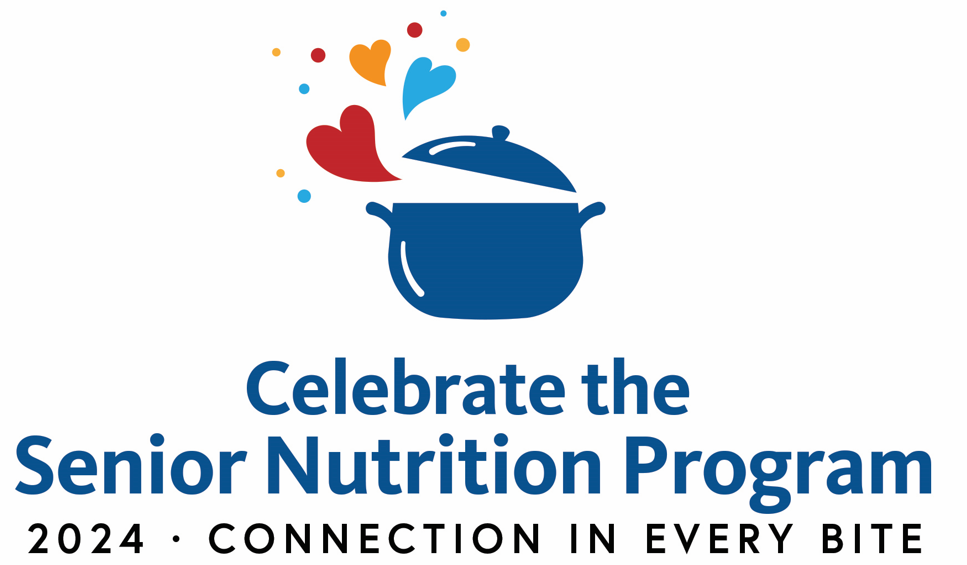 Celebrate the
Senior Nutrition Program
2024 · CONNECTION IN EVERY BITE